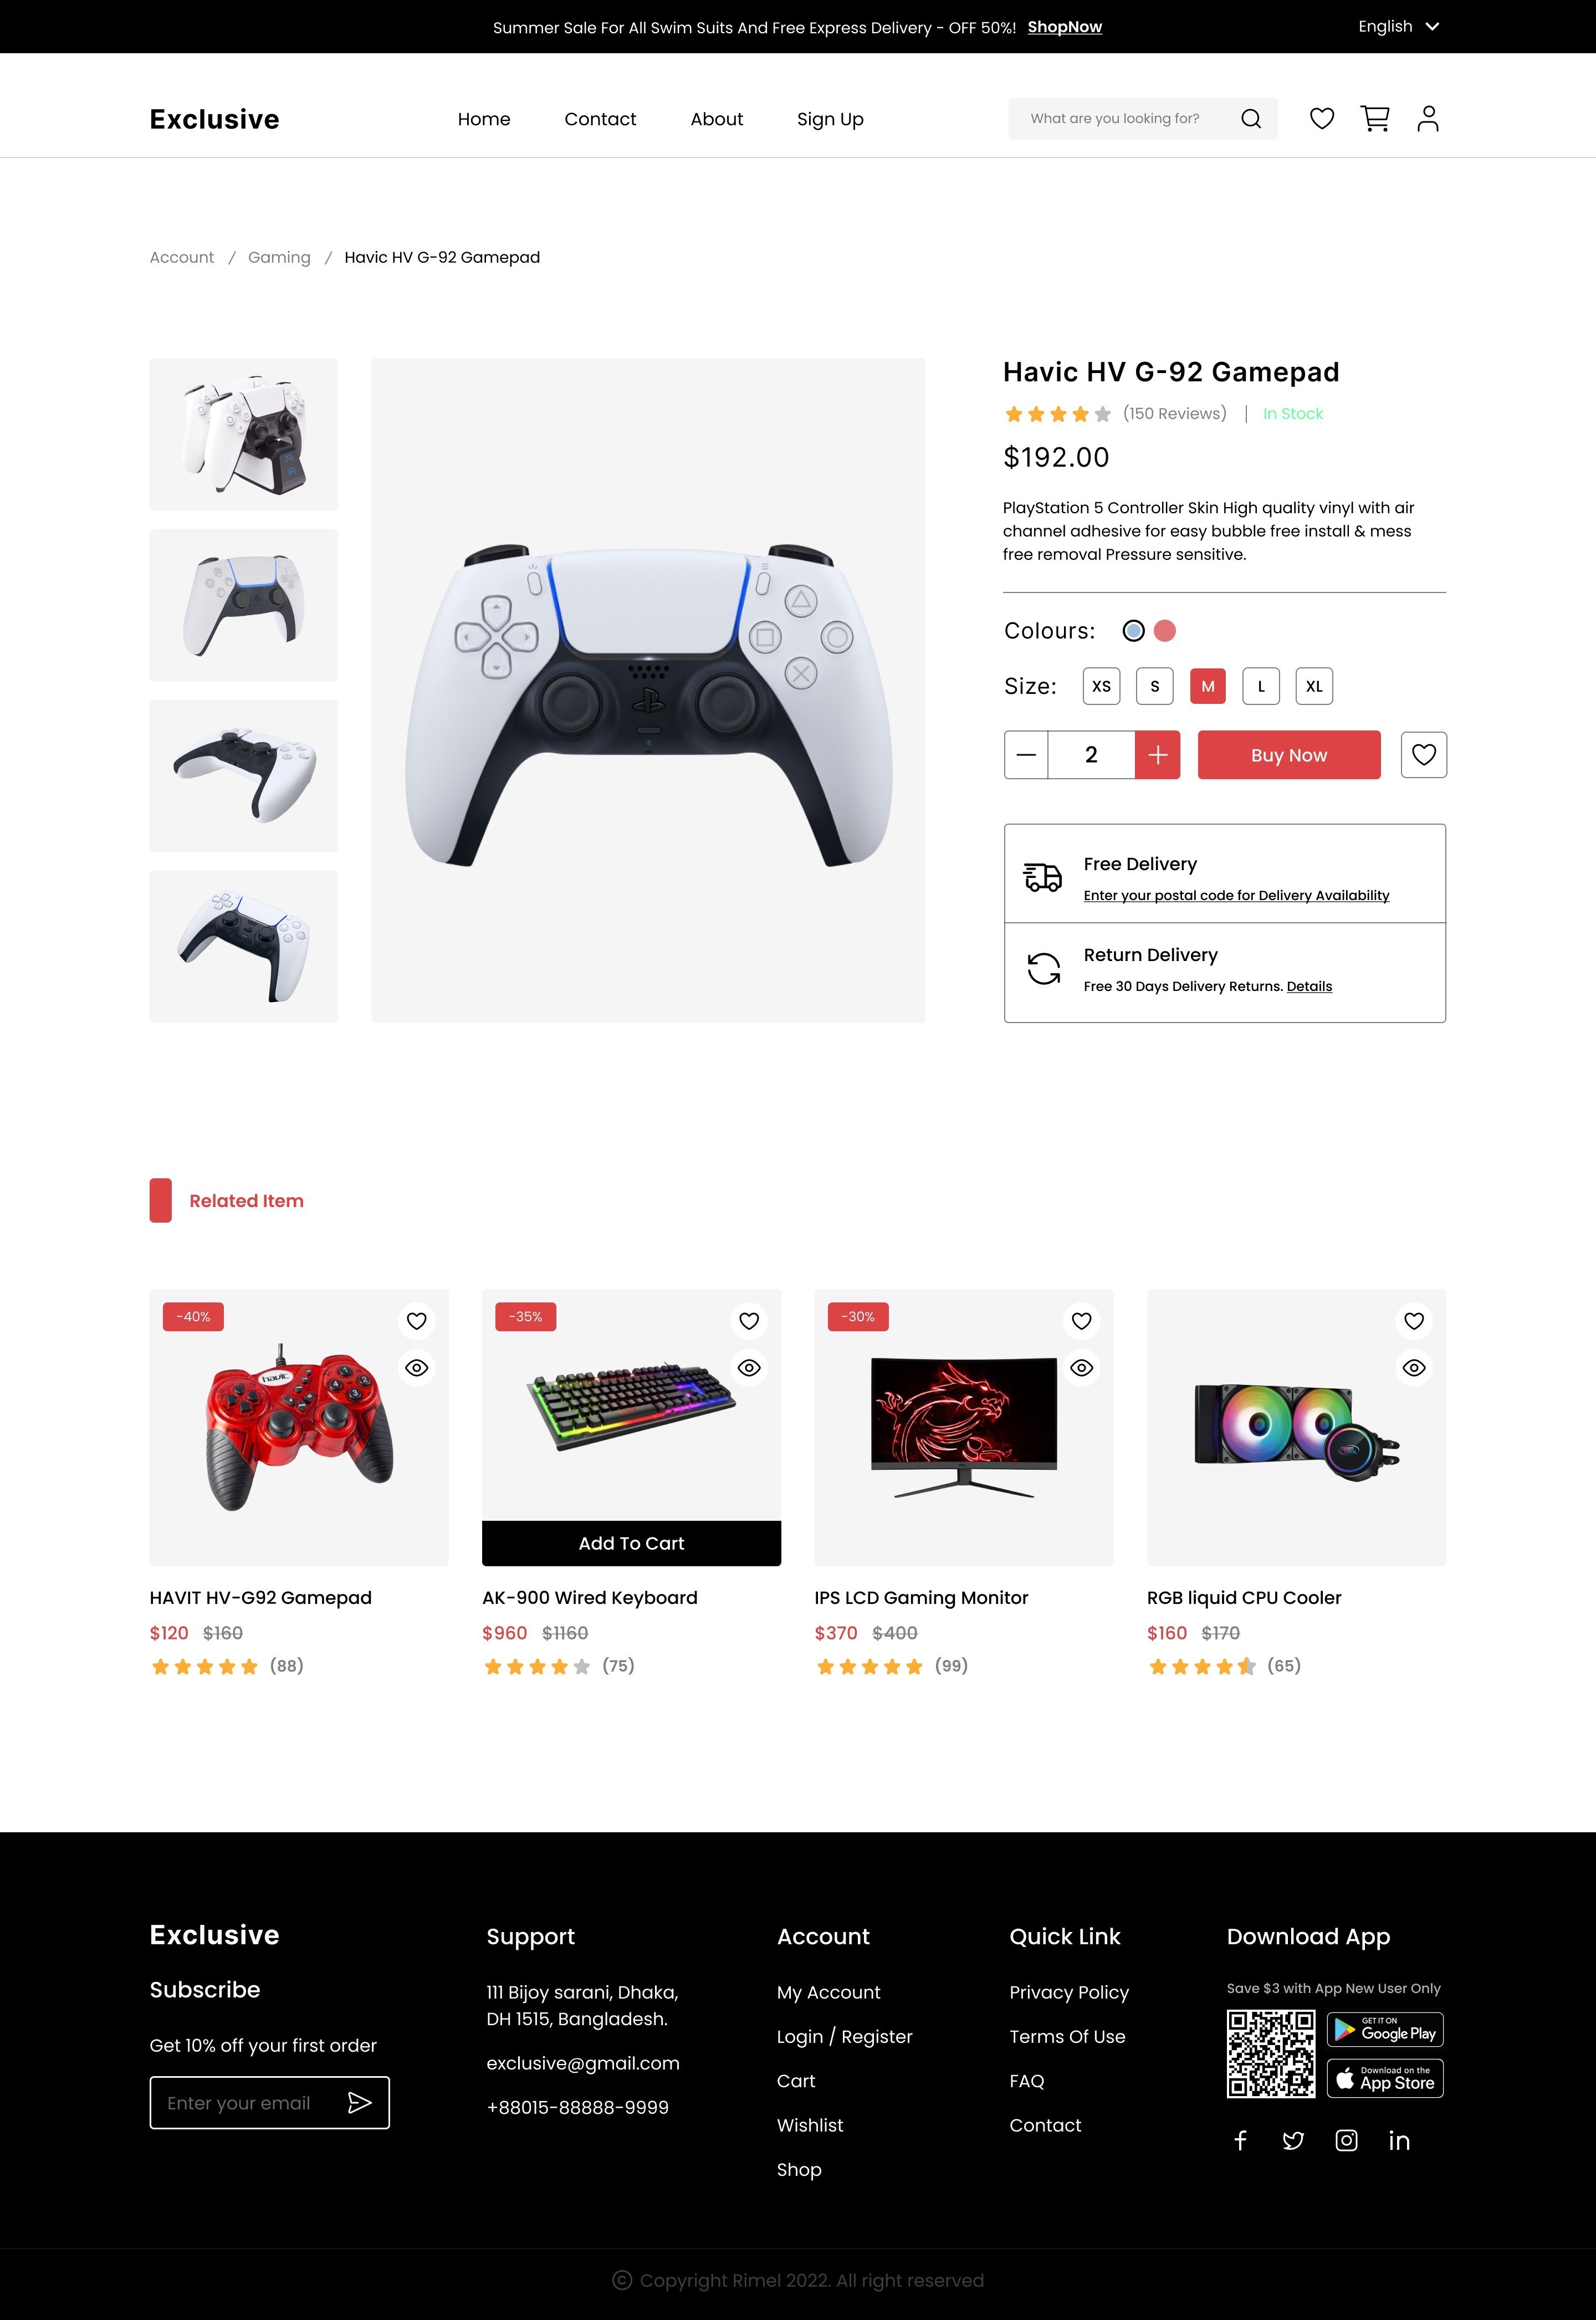 Summer Sale For All Swim Suits And Free Express Delivery - OFF 50%! ShopNow
English
Exclusive
Home
Contact
About
Sign Up
What are you looking for?
Account / Gaming / Havic HV G-92 Gamepad
Havic HV G-92 Gamepad
(150 Reviews) | In Stock
$192.00
PlayStation 5 Controller Skin High quality vinyl with air
channel adhesive for easy bubble free install & mess
free removal Pressure sensitive.
Colours:
Size:
XS
S
M
L
XL
2
Buy Now
Free Delivery
Enter your postal code for Delivery Availability
Return Delivery
Free 30 Days Delivery Returns. Details
Related Item
-40%
havic
-35%
Add To Cart
-30%
HAVIT HV-G92 Gamepad
$120 $160
(88)
AK-900 Wired Keyboard
$960 $1160
(75)
IPS LCD Gaming Monitor
$370 $400
(99)
RGB liquid CPU Cooler
$160 $170
(65)
Exclusive
Subscribe
Get 10% off your first order
Enter your email
Support
111 Bijoy sarani, Dhaka,
DH 1515, Bangladesh.
exclusive@gmail.com
+88015-88888-9999
Account
My Account
Login / Register
Cart
Wishlist
Shop
Quick Link
Privacy Policy
Terms Of Use
FAQ
Contact
Download App
Save $3 with App New User Only
GET IT ON
Google Play
Download on the
App Store
© Copyright Rimel 2022. All right reserved